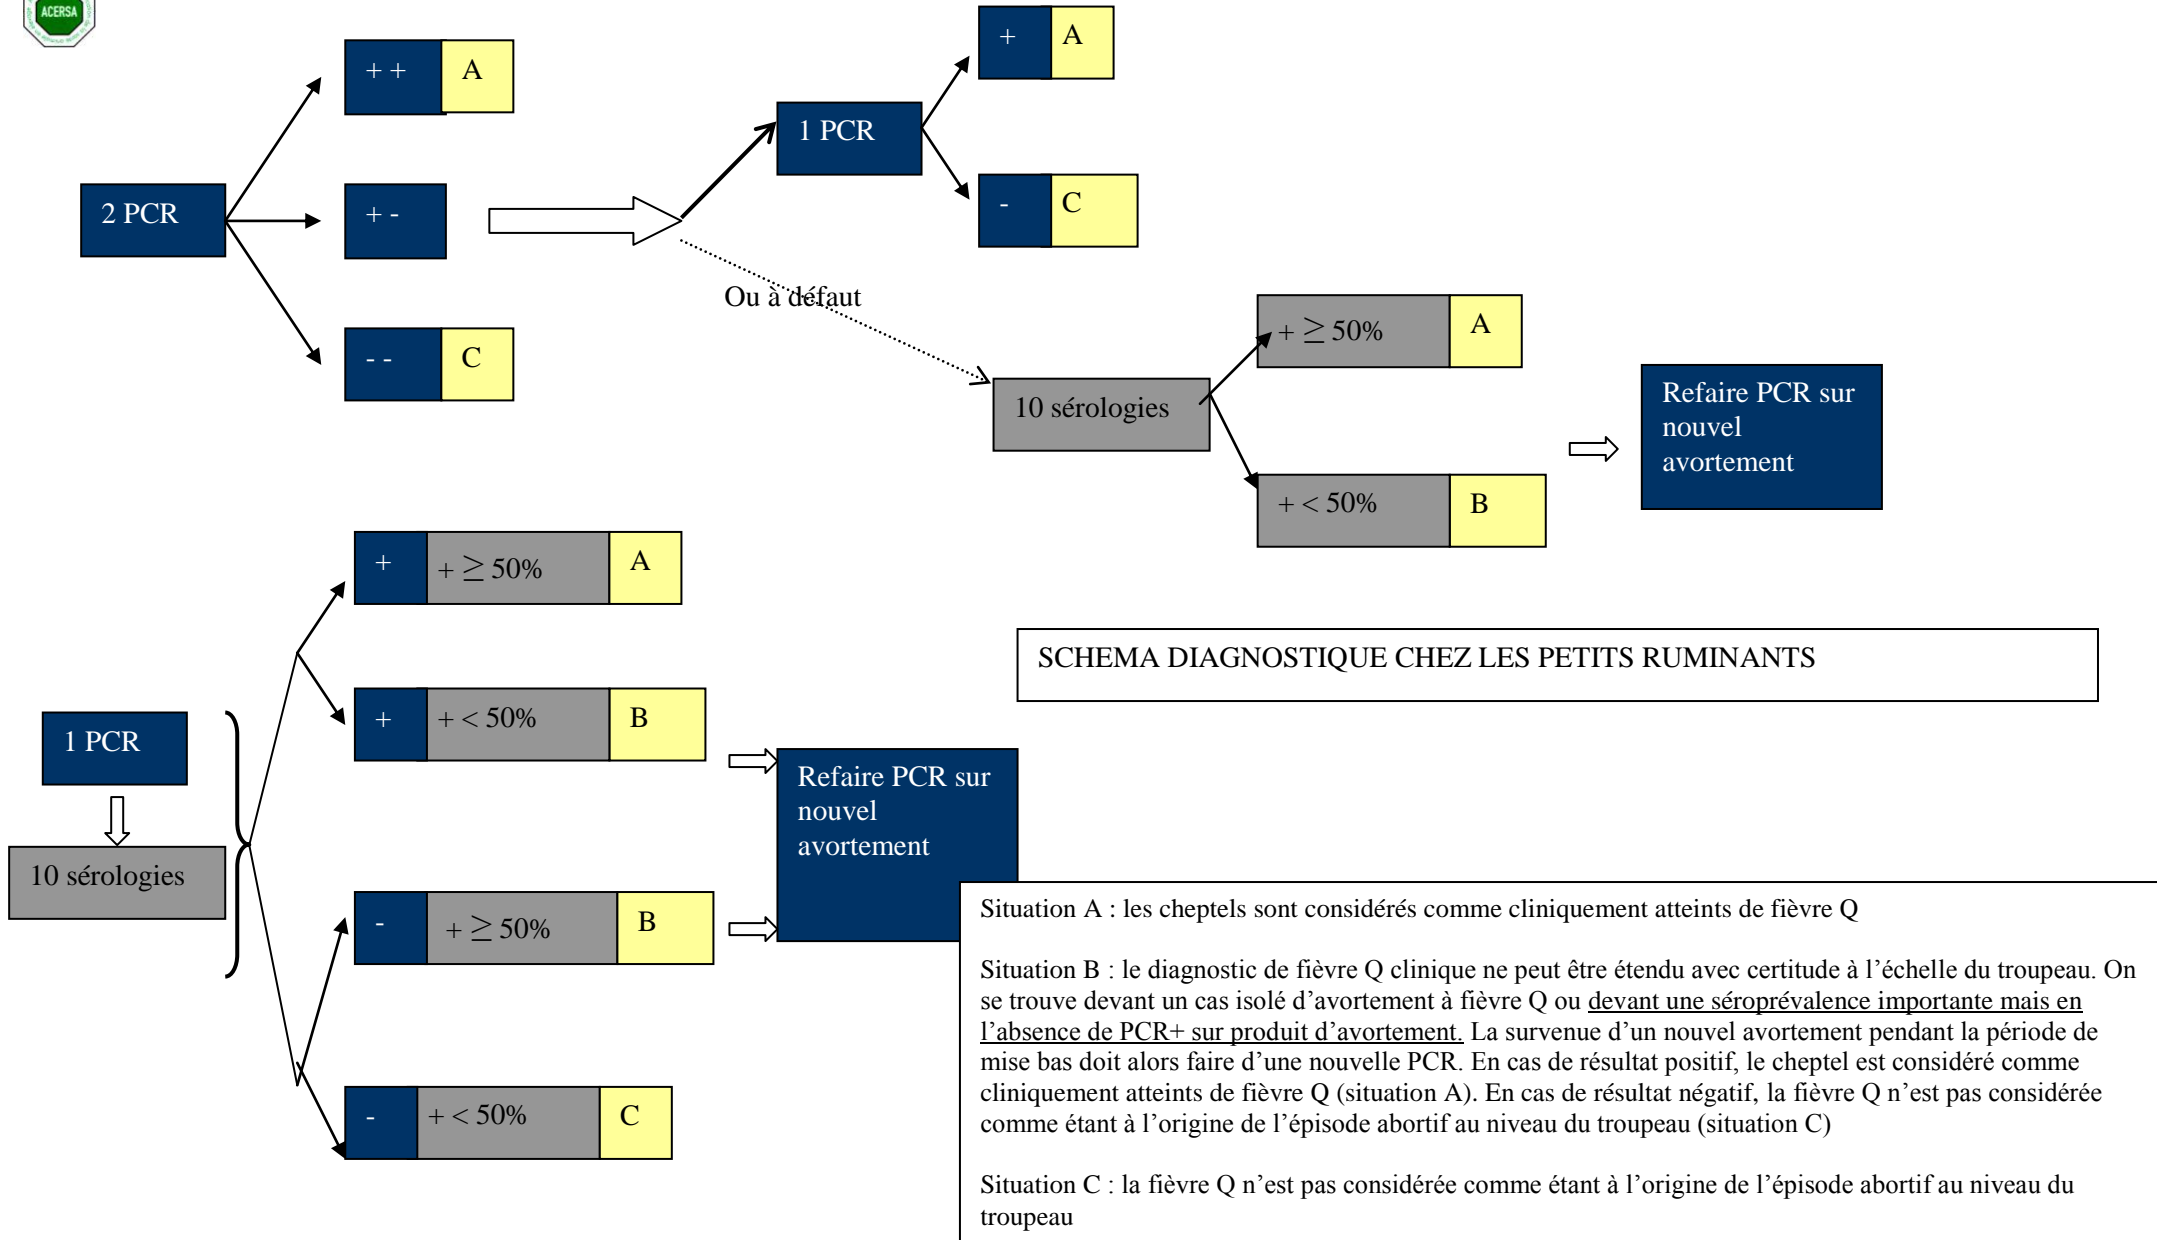 ACERSA
+ +
A
2 PCR
+ -
- -
C
1 PCR
+
A
-
C
Ou à défaut
10 sérologies
+ ≥ 50%
A
+ < 50%
B
Refaire PCR sur
nouvel
avortement
1 PCR
10 sérologies
+
+ ≥ 50%
A
+
+ < 50%
B
-
+ ≥ 50%
B
-
+ < 50%
C
Refaire PCR sur
nouvel
avortement
SCHEMA DIAGNOSTIQUE CHEZ LES PETITS RUMINANTS
Situation A : les cheptels sont considérés comme cliniquement atteints de fièvre Q
Situation B : le diagnostic de fièvre Q clinique ne peut être étendu avec certitude à l’échelle du troupeau. On
se trouve devant un cas isolé d’avortement à fièvre Q ou devant une séroprévalence importante mais en
l’absence de PCR+ sur produit d’avortement. La survenue d’un nouvel avortement pendant la période de
mise bas doit alors faire d’une nouvelle PCR. En cas de résultat positif, le cheptel est considéré comme
cliniquement atteints de fièvre Q (situation A). En cas de résultat négatif, la fièvre Q n’est pas considérée
comme étant à l’origine de l’épisode abortif au niveau du troupeau (situation C)
Situation C : la fièvre Q n’est pas considérée comme étant à l’origine de l’épisode abortif au niveau du
troupeau